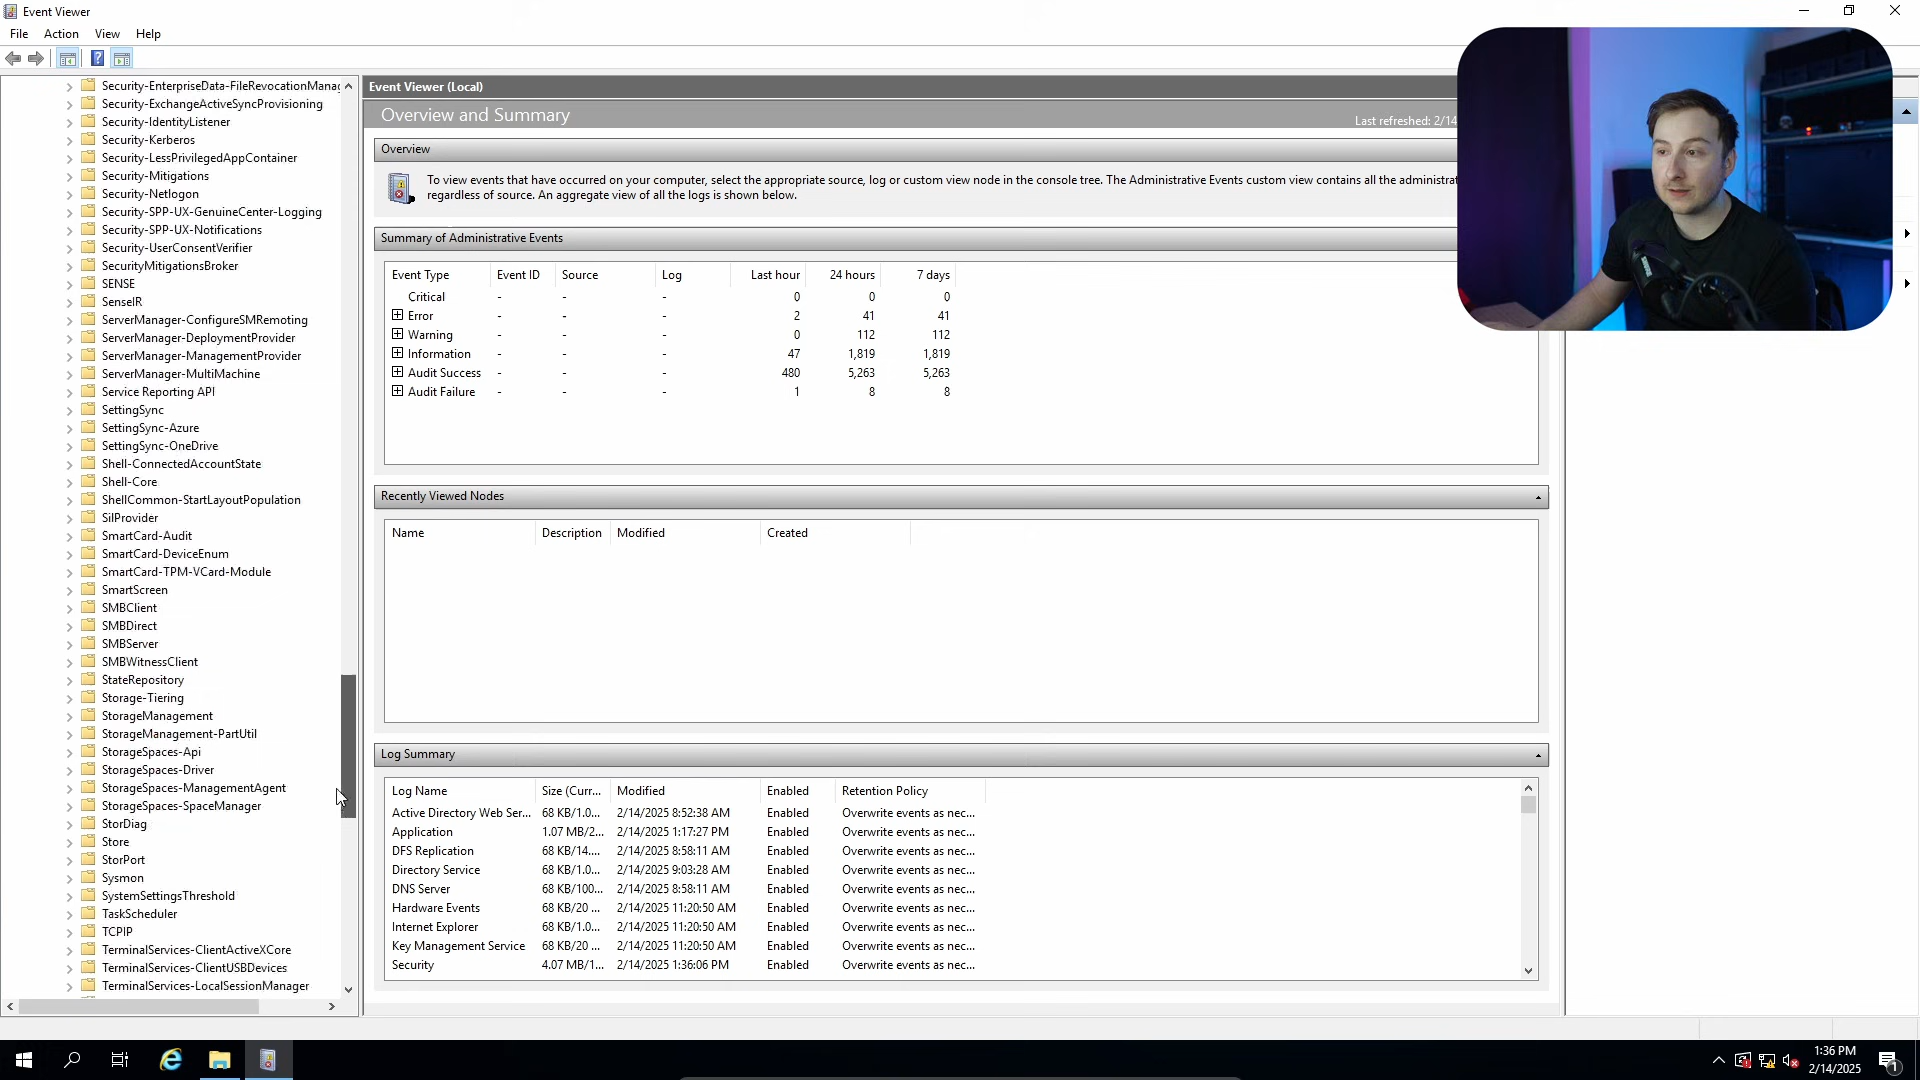 Event Viewer
File Action View Help
Security-EnterpriseData-FileRevocationManag
Security-ExchangeActiveSyncProvisioning
Security-IdentityListener
Security-Kerberos
Security-LessPrivilegedAppContainer
Security-Mitigations
Security-Netlogon
Security-SPP-UX-GenuineCenter-Logging
Security-SPP-UX-Notifications
Security-UserConsentVerifier
SecurityMitigationsBroker
SENSE
SenseIR
ServerManager-ConfigureSMRemoting
ServerManager-DeploymentProvider
ServerManager-ManagementProvider
ServerManager-MultiMachine
Service Reporting API
SettingSync
SettingSync-Azure
SettingSync-OneDrive
Shell-ConnectedAccountState
Shell-Core
ShellCommon-StartLayoutPopulation
SilProvider
SmartCard-Audit
SmartCard-DeviceEnum
SmartCard-TPM-VCard-Module
SmartScreen
SMBClient
SMBDirect
SMBServer
SMBWitnessClient
StateRepository
Storage-Tiering
StorageManagement
StorageManagement-PartUtil
StorageSpaces-Api
StorageSpaces-Driver
StorageSpaces-ManagementAgent
StorageSpaces-SpaceManager
StorDiag
Store
StorPort
Sysmon
SystemSettingsThreshold
TaskScheduler
TCPIP
TerminalServices-ClientActiveXCore
TerminalServices-ClientUSBDevices
TerminalServices-LocalSessionManager
Event Viewer (Local)
Overview and Summary Last refreshed: 2/14
Overview
To view events that have occurred on your computer, select the appropriate source, log or custom view node in the console tree. The Administrative Events custom view contains all the administrat
regardless of source. An aggregate view of all the logs is shown below.
Summary of Administrative Events
Event Type Event ID Source Log Last hour 24 hours 7 days
Critical - - - 0 0 0
Error - - - 2 41 41
Warning - - - 0 112 112
Information - - - 47 1,819 1,819
Audit Success - - - 480 5,263 5,263
Audit Failure - - - 1 8 8
Recently Viewed Nodes
Name Description Modified Created
Log Summary
Log Name Size (Curr... Modified Enabled Retention Policy
Active Directory Web Ser... 68 KB/1.0... 2/14/2025 8:52:38 AM Enabled Overwrite events as nec...
Application 1.07 MB/2... 2/14/2025 1:17:27 PM Enabled Overwrite events as nec...
DFS Replication 68 KB/14.... 2/14/2025 8:58:11 AM Enabled Overwrite events as nec...
Directory Service 68 KB/1.0... 2/14/2025 9:03:28 AM Enabled Overwrite events as nec...
DNS Server 68 KB/100... 2/14/2025 8:58:11 AM Enabled Overwrite events as nec...
Hardware Events 68 KB/20 ... 2/14/2025 11:20:50 AM Enabled Overwrite events as nec...
Internet Explorer 68 KB/1.0... 2/14/2025 11:20:50 AM Enabled Overwrite events as nec...
Key Management Service 68 KB/20 ... 2/14/2025 11:20:50 AM Enabled Overwrite events as nec...
Security 4.07 MB/1... 2/14/2025 1:36:06 PM Enabled Overwrite events as nec...
1:36 PM
2/14/2025
1